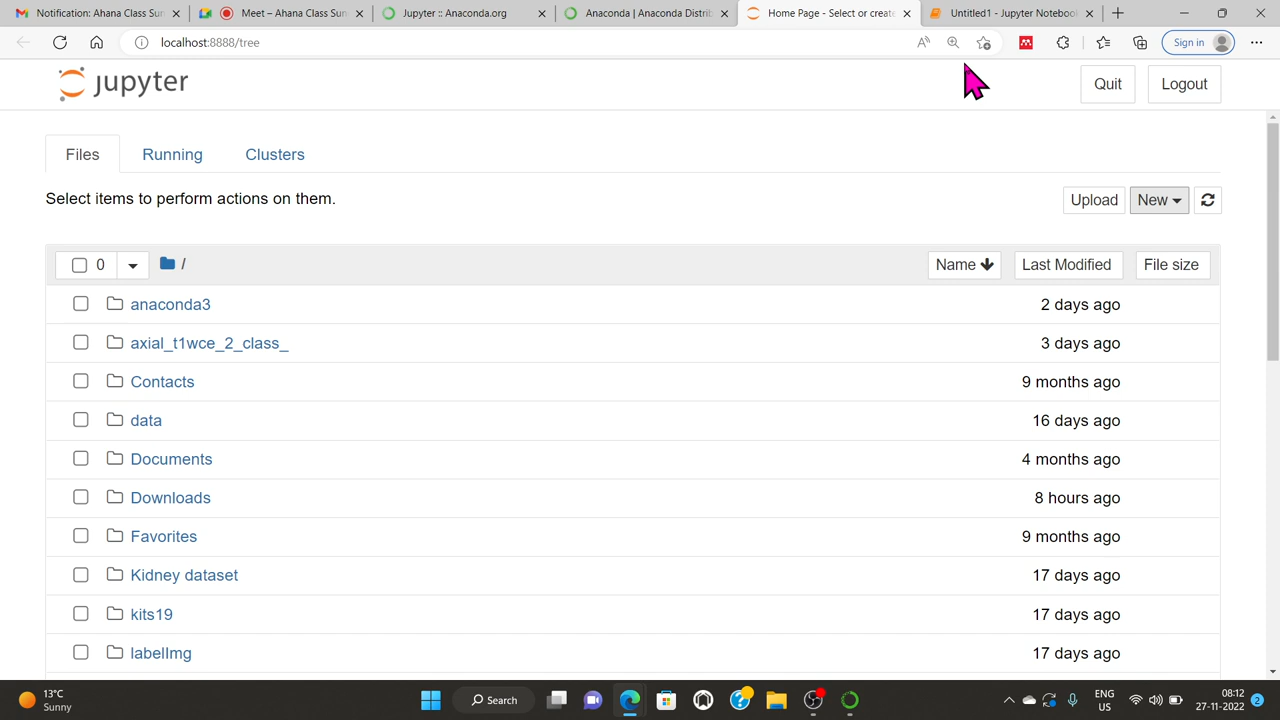 Notification: Ahana Class Sun
Meet – Ahana Class Sun
Jupyter :: Anaconda.org
Anaconda | Anaconda Distrib
Home Page - Select or create
Untitled1 - Jupyter Notebook
localhost:8888/tree
Sign in
jupyter
Quit
Logout
Files
Running
Clusters
Select items to perform actions on them.
Upload
New
0
/
Name
Last Modified
File size
anaconda3
2 days ago
axial_t1wce_2_class_
3 days ago
Contacts
9 months ago
data
16 days ago
Documents
4 months ago
Downloads
8 hours ago
Favorites
9 months ago
Kidney dataset
17 days ago
kits19
17 days ago
labelImg
17 days ago
13°C
Sunny
Search
ENG
US
08:12
27-11-2022
2